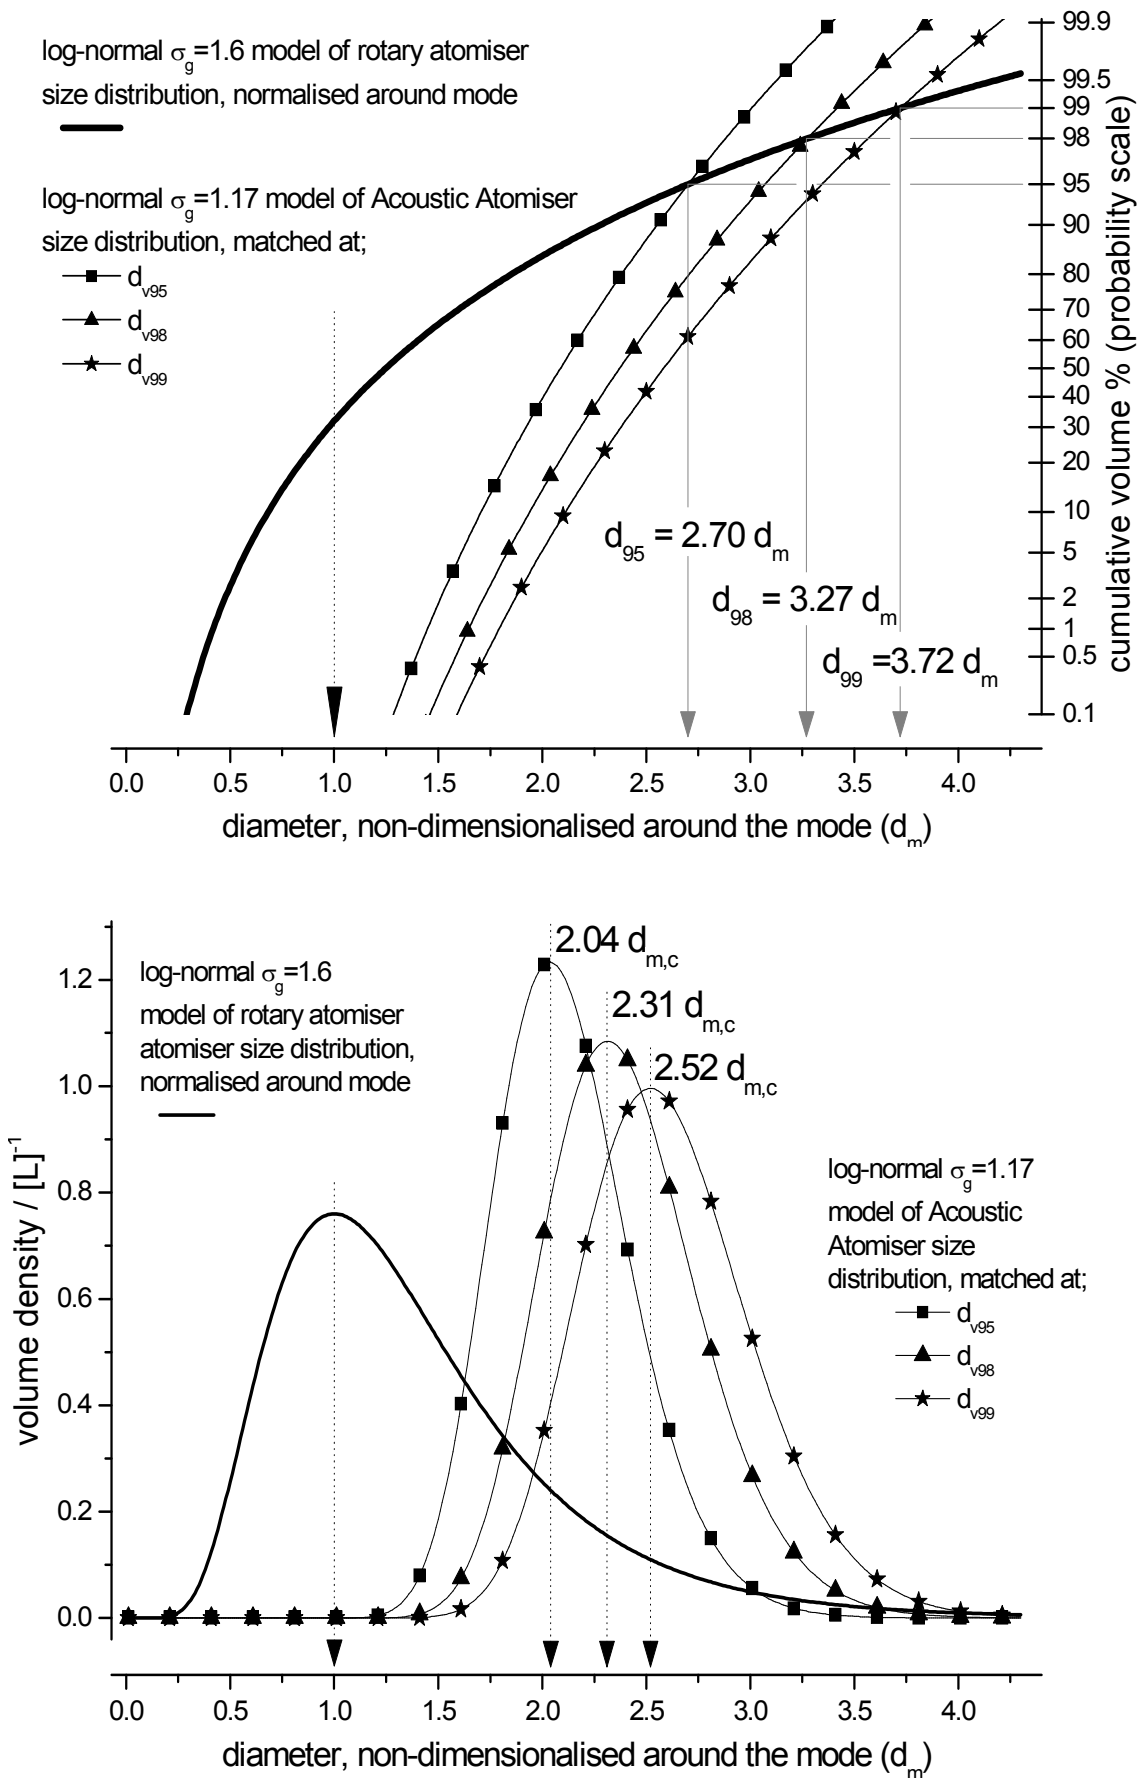 log-normal σg=1.6 model of rotary atomiser
size distribution, normalised around mode
log-normal σg=1.17 model of Acoustic Atomiser
size distribution, matched at;
dv95
dv98
dv99
99.9
99.5
99
98
95
90
80
70
60
50
40
30
20
10
5
2
1
0.5
0.1
cumulative volume % (probability scale)
d95 = 2.70 dm
d98 = 3.27 dm
d99 =3.72 dm
0.0 0.5 1.0 1.5 2.0 2.5 3.0 3.5 4.0
diameter, non-dimensionalised around the mode (dm)
2.04 dm,c
2.31 dm,c
2.52 dm,c
log-normal σg=1.6
model of rotary atomiser
atomiser size distribution,
normalised around mode
log-normal σg=1.17
model of Acoustic
Atomiser size
distribution, matched at;
dv95
dv98
dv99
1.2
1.0
0.8
0.6
0.4
0.2
0.0
volume density / [L]-1
0.0 0.5 1.0 1.5 2.0 2.5 3.0 3.5 4.0
diameter, non-dimensionalised around the mode (dm)